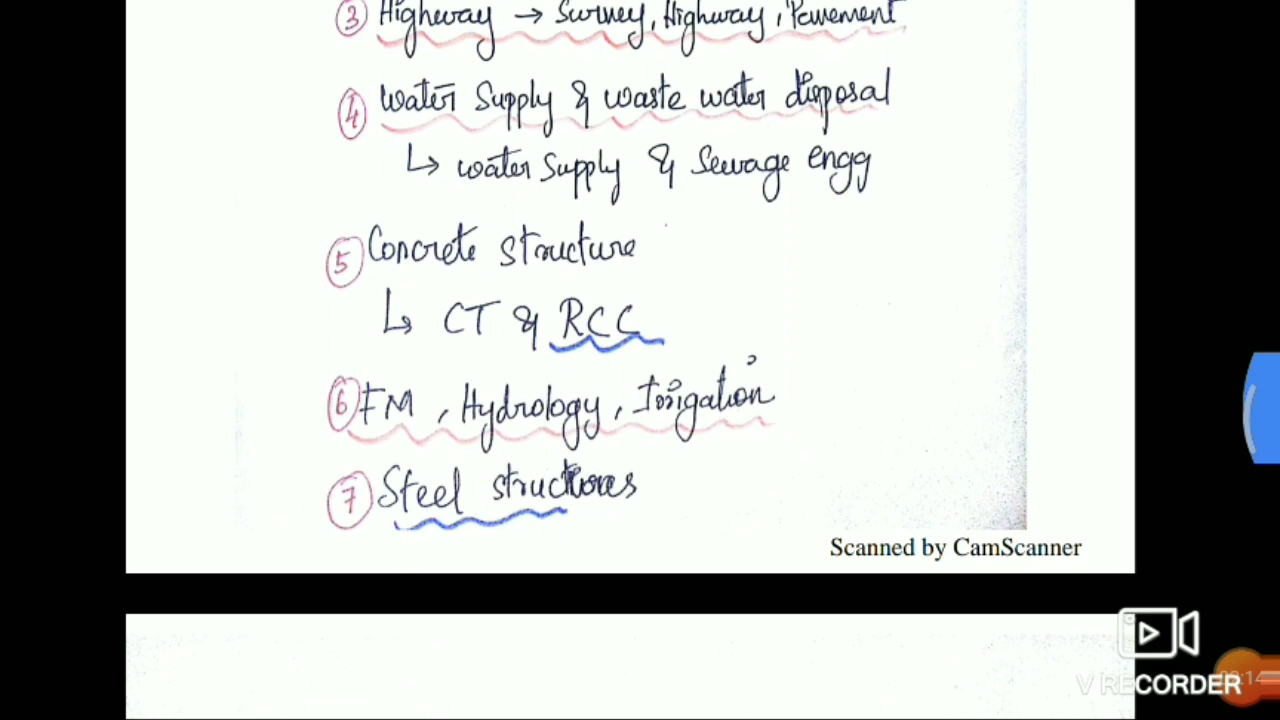 ③ Highway → Survey, Highway, Pavement
④ Water Supply & waste water disposal
↳ water supply & Sewage engg
⑤ Concrete structure
↳ CT & RCC
⑥ FM, Hydrology, Irrigation
⑦ Steel structures
Scanned by CamScanner
V RECORDER